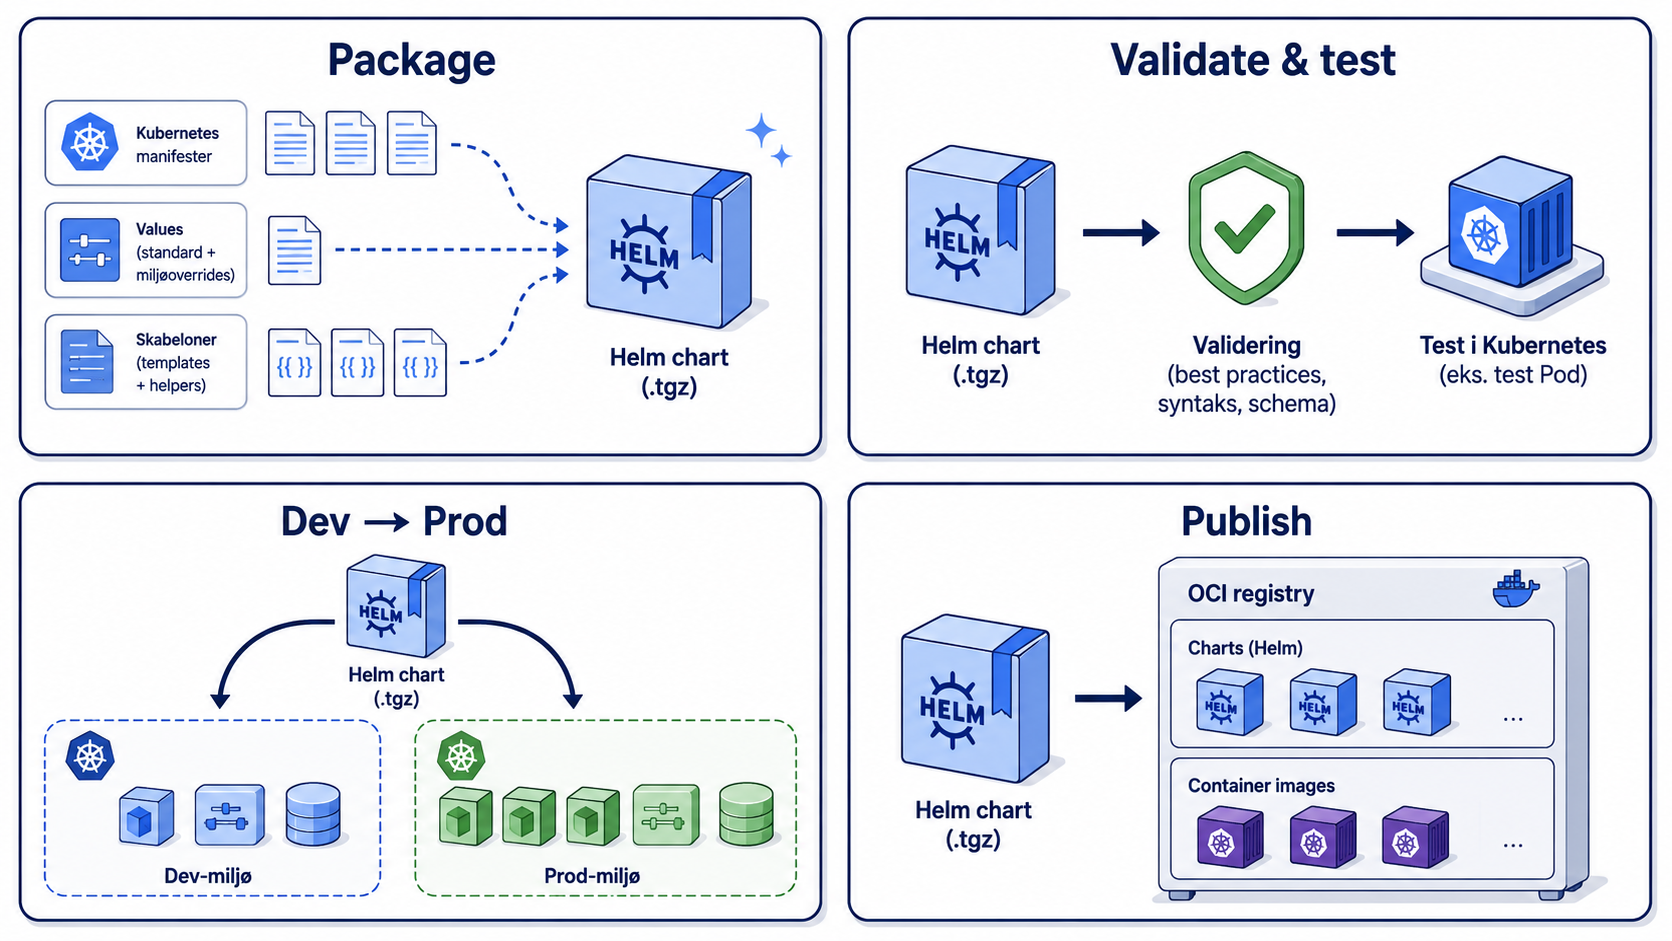 Package
Kubernetes
manifester
Values
(standard +
miljøoverrides)
Skabeloner
(templates
+ helpers)
{{ }}
{{ }}
{{ }}
HELM
Helm chart
(.tgz)
Validate & test
HELM
Helm chart
(.tgz)
Validering
(best practices,
syntaks, schema)
Test i Kubernetes
(eks. test Pod)
Dev → Prod
HELM
Helm chart
(.tgz)
Dev-miljø
Prod-miljø
Publish
HELM
Helm chart
(.tgz)
OCI registry
Charts (Helm)
HELM
HELM
HELM
...
Container images
...